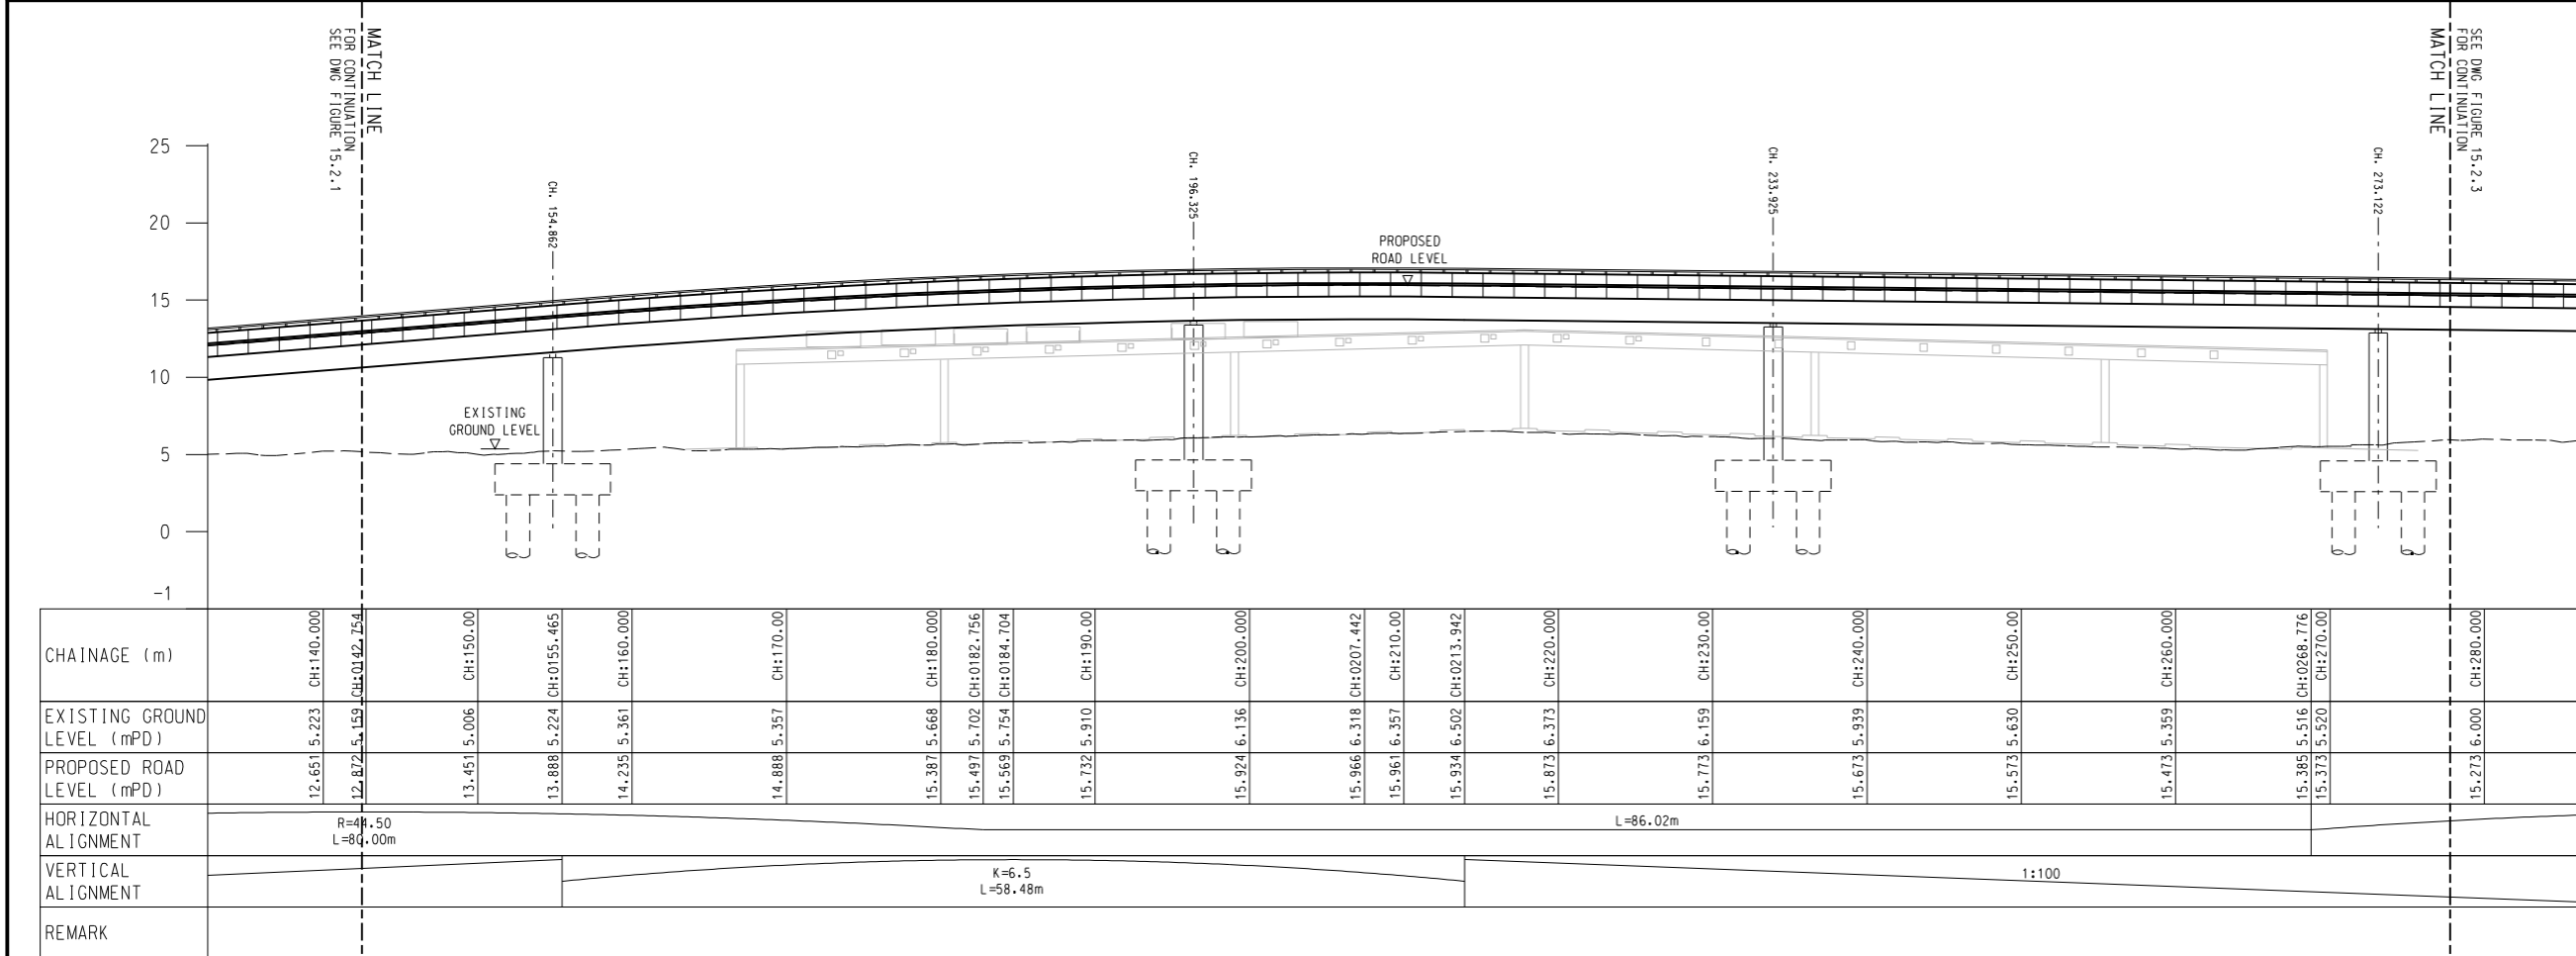 MATCH LINE
FOR CONTINUATION
SEE DWG FIGURE 15.2.1
SEE DWG FIGURE 15.2.3
FOR CONTINUATION
MATCH LINE
25
20
15
10
5
0
-1
CH. 154.862
CH. 196.325
CH. 233.925
CH. 273.122
PROPOSED
ROAD LEVEL
EXISTING
GROUND LEVEL
CHAINAGE (m)
CH:140.000
CH:0142.754
CH:150.00
CH:0155.465
CH:160.000
CH:170.00
CH:180.000
CH:0182.756
CH:0184.704
CH:190.00
CH:200.000
CH:0207.442
CH:210.00
CH:0213.942
CH:220.000
CH:230.00
CH:240.000
CH:250.00
CH:260.000
CH:0268.776
CH:270.00
CH:280.000
EXISTING GROUND
LEVEL (mPD)
5.223
5.159
5.006
5.224
5.361
5.357
5.668
5.702
5.754
5.910
6.136
6.318
6.357
6.502
6.373
6.159
5.939
5.630
5.359
5.516
5.520
6.000
PROPOSED ROAD
LEVEL (mPD)
12.651
12.872
13.451
13.888
14.235
14.888
15.387
15.497
15.569
15.732
15.924
15.966
15.961
15.934
15.873
15.773
15.673
15.573
15.473
15.385
15.373
15.273
HORIZONTAL
ALIGNMENT
R=44.50
L=80.00m
L=86.02m
VERTICAL
ALIGNMENT
K=6.5
L=58.48m
1:100
REMARK